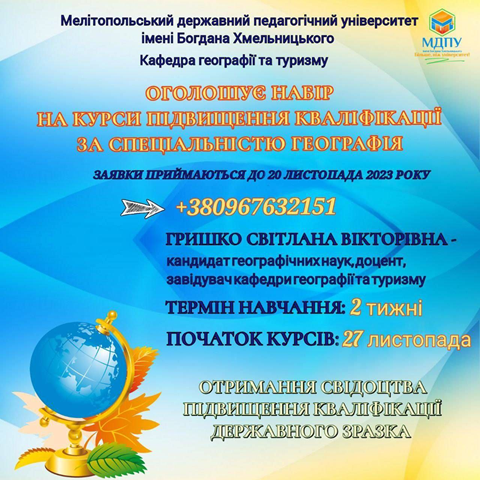 Мелітопольський державний педагогічний університет
імені Богдана Хмельницького
Кафедра географії та туризму
МДПУ
ОГОЛОШУЄ НАБІР
НА КУРСИ ПІДВИЩЕННЯ КВАЛІФІКАЦІЇ
ЗА СПЕЦІАЛЬНІСТЮ ГЕОГРАФІЯ
ЗАЯВКИ ПРИЙМАЮТЬСЯ ДО 20 ЛИСТОПАДА 2023 РОКУ
+380967632151
ГРИШКО СВІТЛАНА ВІКТОРІВНА -
кандидат географічних наук, доцент,
завідувач кафедри географії та туризму
ТЕРМІН НАВЧАННЯ: 2 тижні
ПОЧАТОК КУРСІВ: 27 листопада
ОТРИМАННЯ СВІДОЦТВА
ПІДВИЩЕННЯ КВАЛІФІКАЦІЇ
ДЕРЖАВНОГО ЗРАЗКА